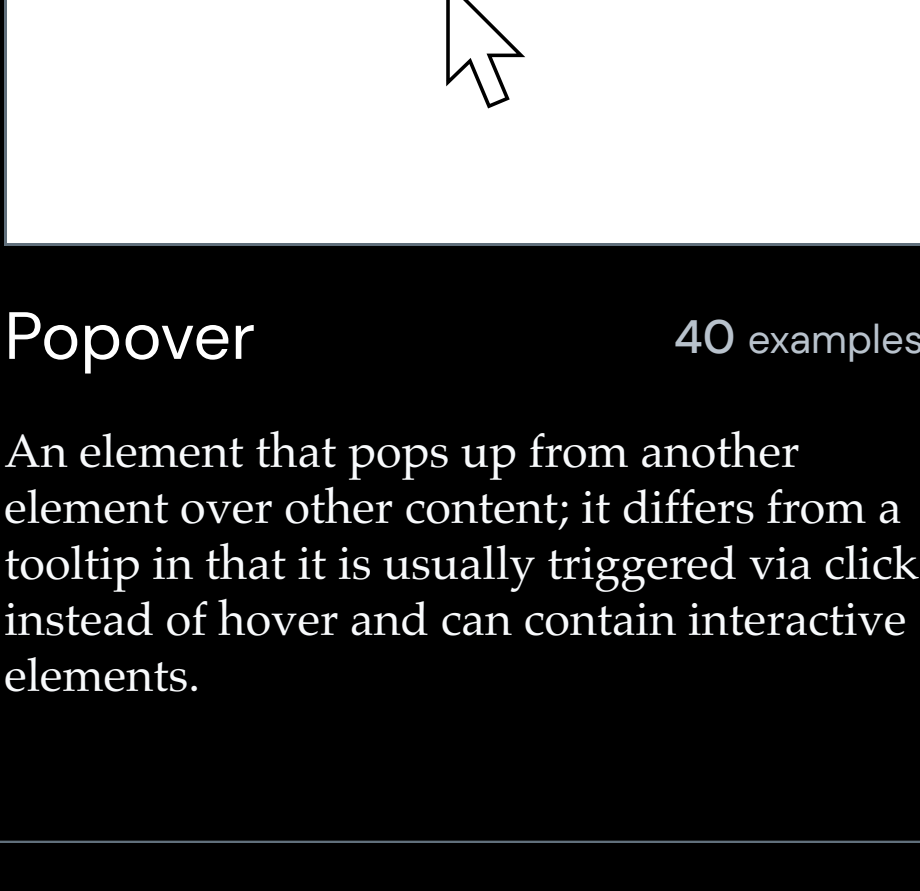 Popover
40 examples
An element that pops up from another
element over other content; it differs from a
tooltip in that it is usually triggered via click
instead of hover and can contain interactive
elements.